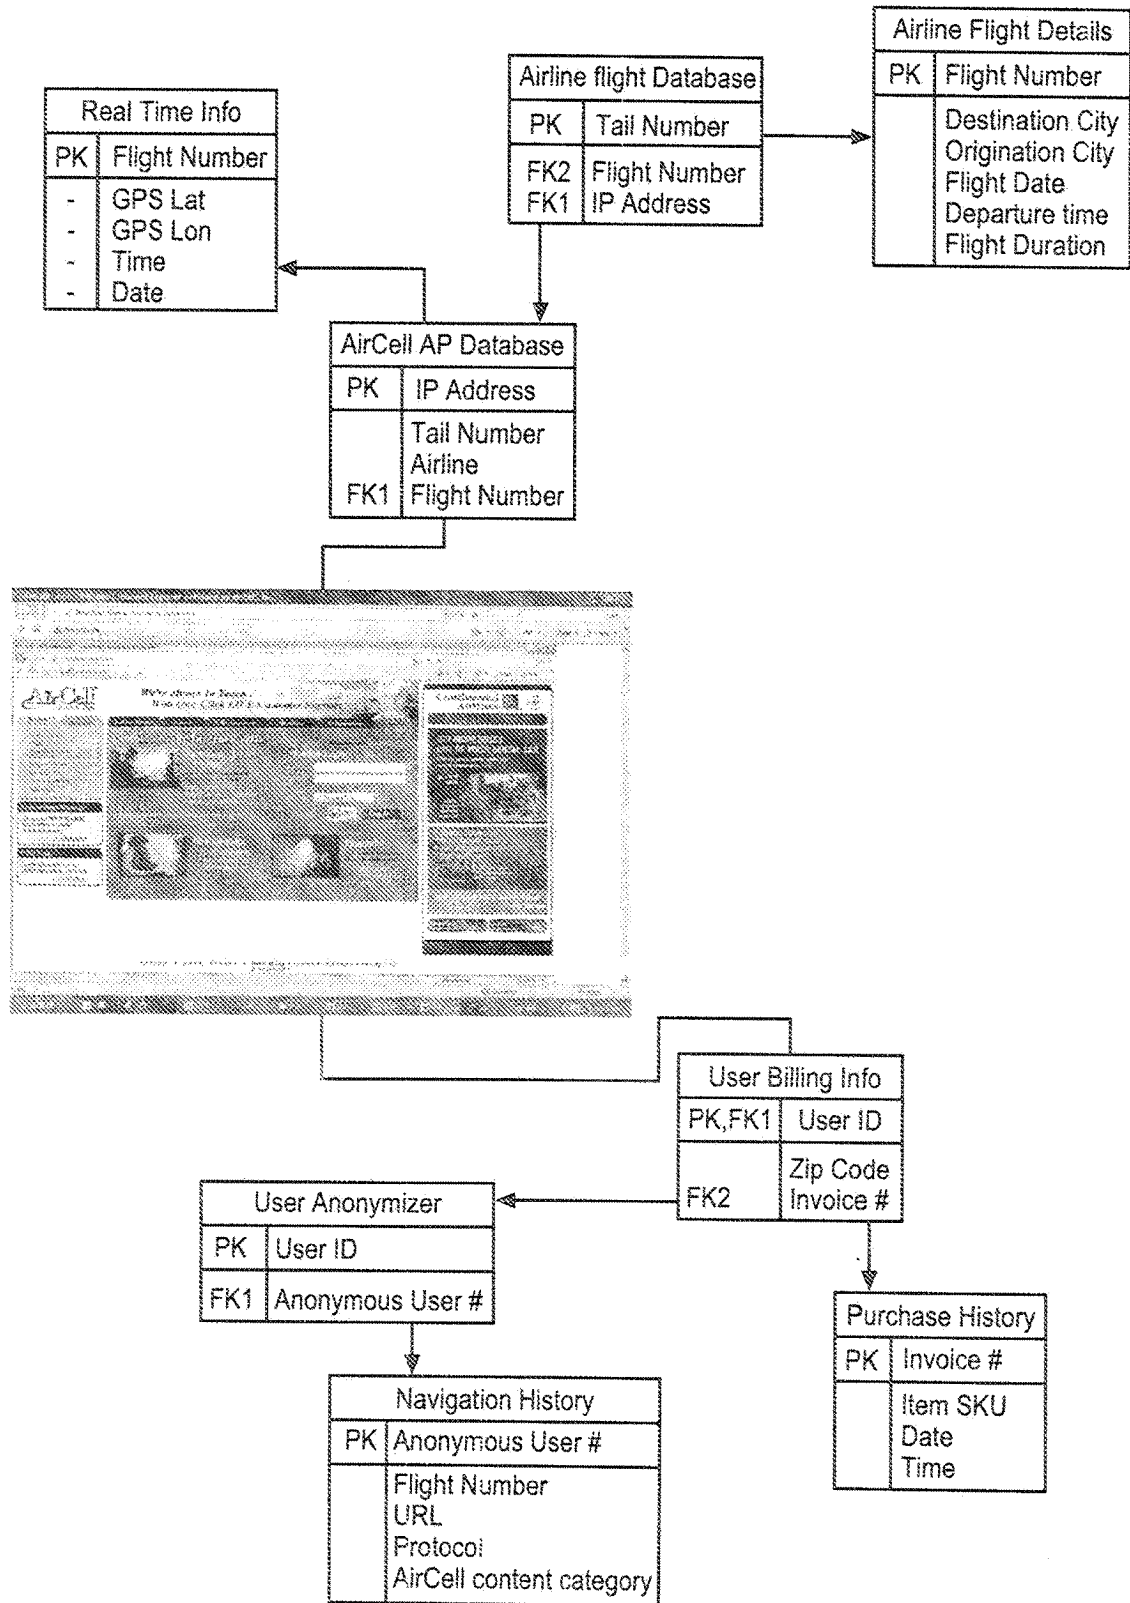 Airline Flight Details
PK Flight Number
Destination City
Origination City
Flight Date
Departure time
Flight Duration
Airline flight Database
PK Tail Number
FK2 Flight Number
FK1 IP Address
Real Time Info
PK Flight Number
- GPS Lat
- GPS Lon
- Time
- Date
AirCell AP Database
PK IP Address
Tail Number
Airline
FK1 Flight Number
AirCell
User Billing Info
PK,FK1 User ID
Zip Code
FK2 Invoice #
User Anonymizer
PK User ID
FK1 Anonymous User #
Purchase History
PK Invoice #
Item SKU
Date
Time
Navigation History
PK Anonymous User #
Flight Number
URL
Protocol
AirCell content category